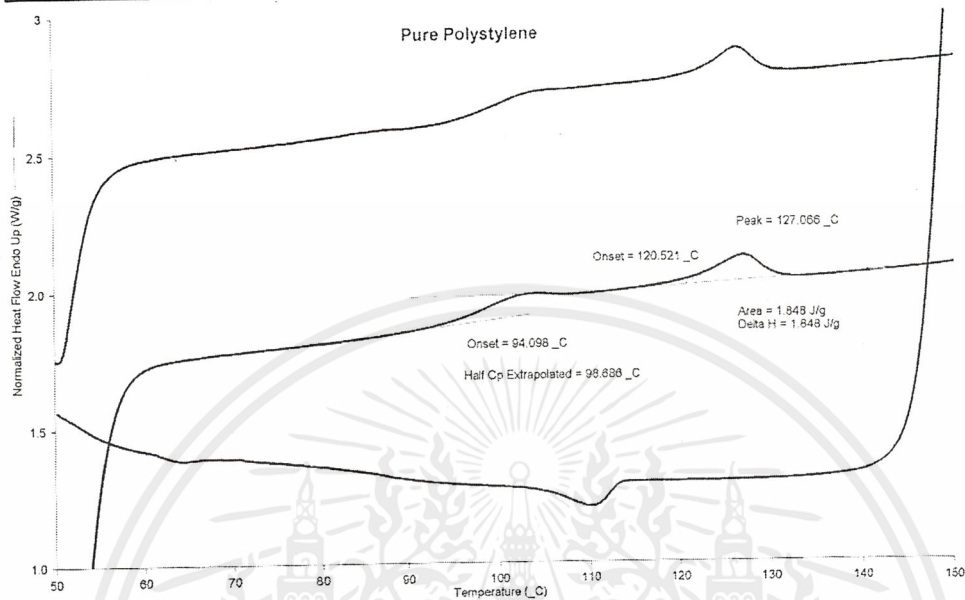 Pure Polystylene
3
2.5
2.0
1.5
1.0
Normalized Heat Flow Endo Up (W/g)
Peak = 127.066 _C
Onset = 120.521 _C
Area = 1.848 J/g
Delta H = 1.848 J/g
Onset = 94.098 _C
Half Cp Extrapolated = 96.686 _C
50 60 70 80 90 100 110 120 130 140 150
Temperature (_C)